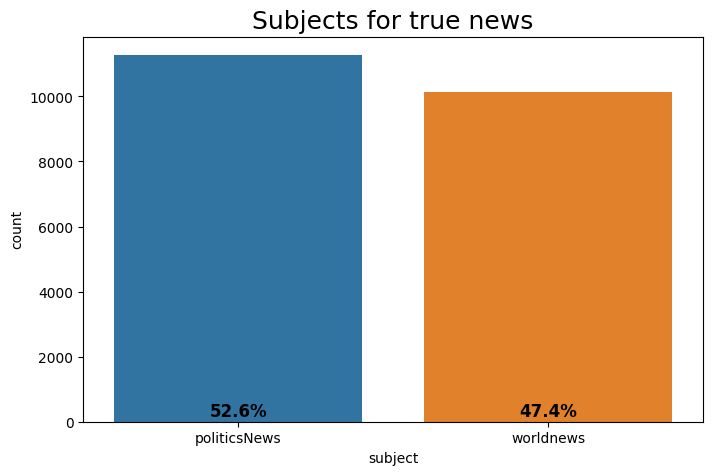 Subjects for true news
count
10000
8000
6000
4000
2000
0
52.6%
47.4%
politicsNews
worldnews
subject